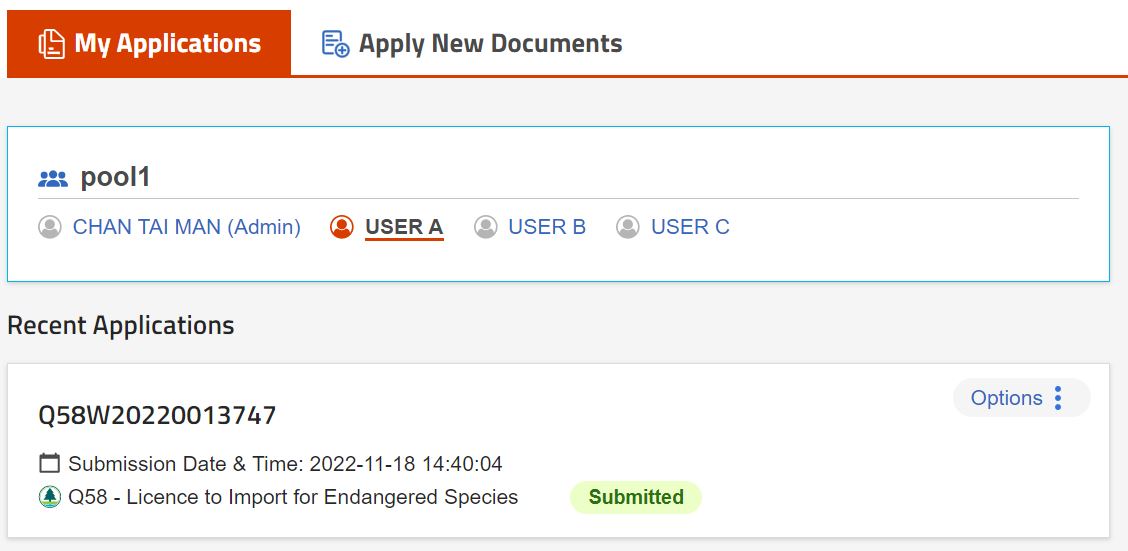 My Applications Apply New Documents
pool1
CHAN TAI MAN (Admin) USER A USER B USER C
Recent Applications
Options
Q58W20220013747
Submission Date & Time: 2022-11-18 14:40:04
Q58 - Licence to Import for Endangered Species Submitted